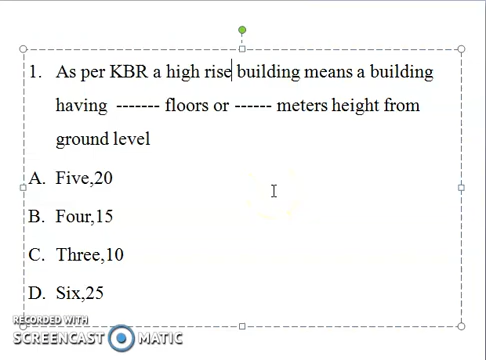 1. As per KBR a high rise building means a building
having ------- floors or ------ meters height from
ground level
A. Five,20
B. Four,15
C. Three,10
D. Six,25
RECORDED WITH
SCREENCAST MATIC